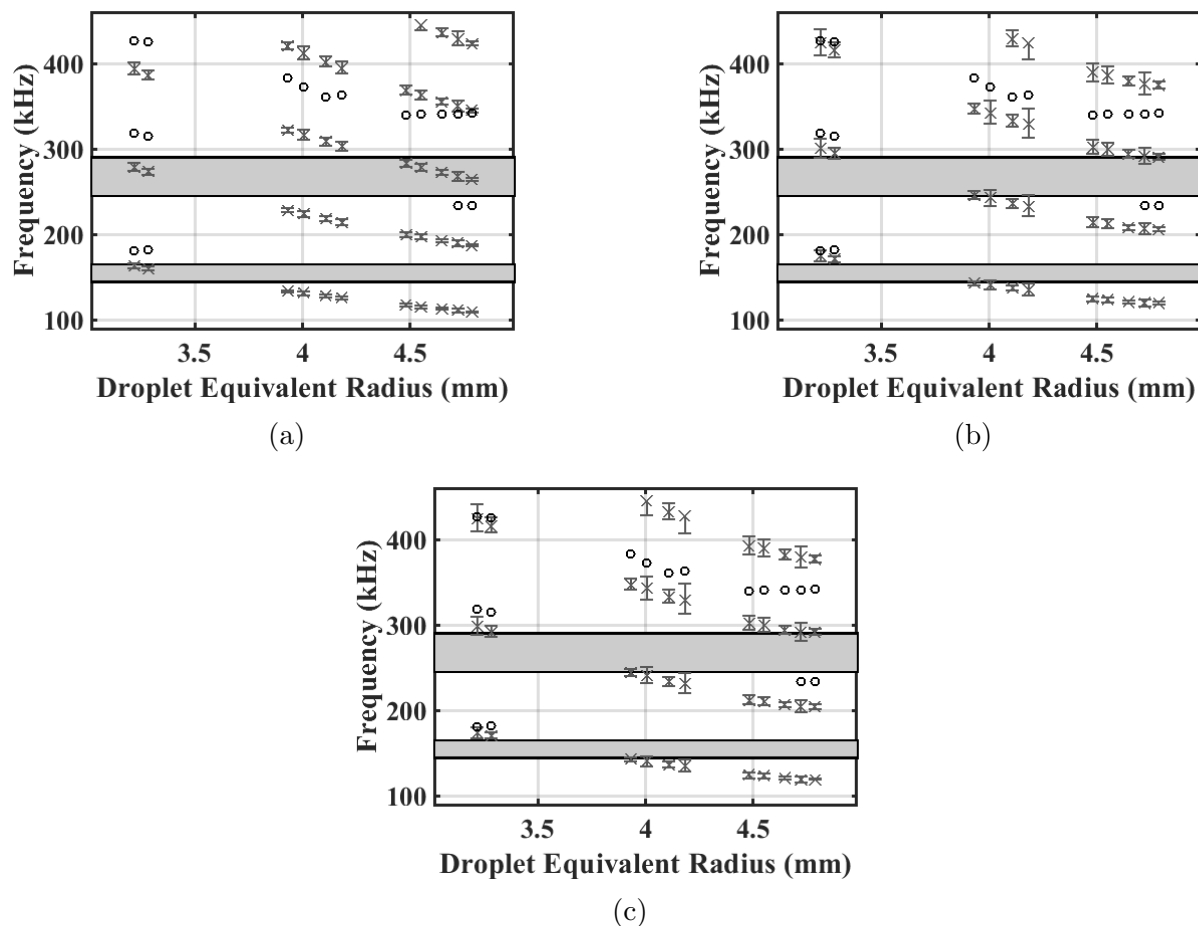 Frequency (kHz)
400
300
200
100
3.5 4 4.5
Droplet Equivalent Radius (mm)
(a)
Frequency (kHz)
400
300
200
100
3.5 4 4.5
Droplet Equivalent Radius (mm)
(b)
Frequency (kHz)
400
300
200
100
3.5 4 4.5
Droplet Equivalent Radius (mm)
(c)